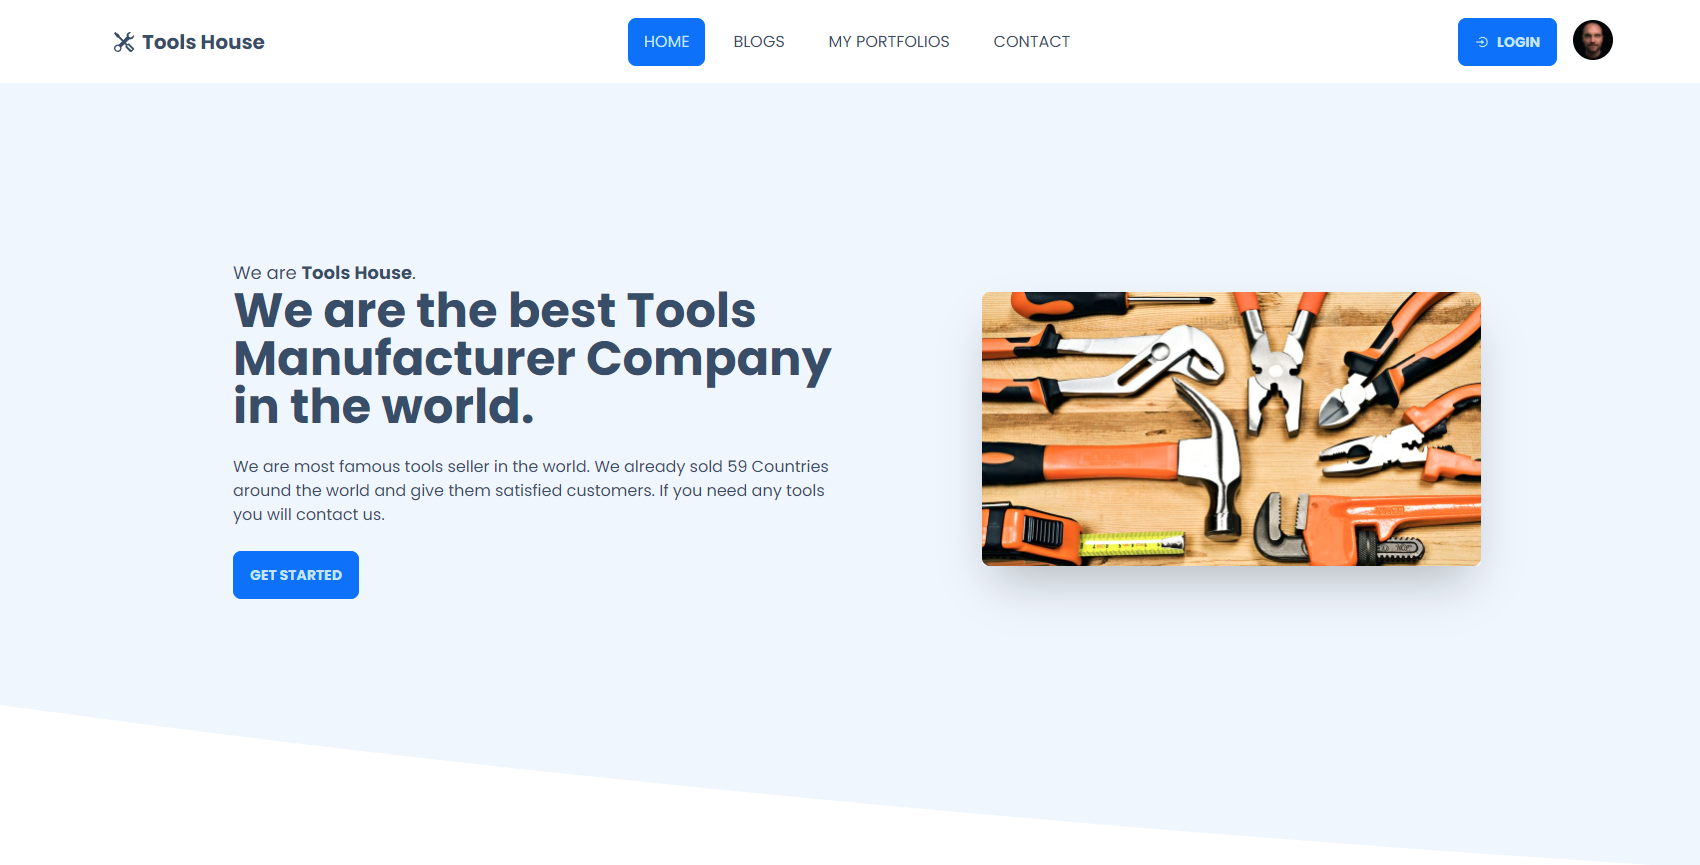 Tools House
HOME
BLOGS
MY PORTFOLIOS
CONTACT
LOGIN
We are Tools House.
We are the best Tools
Manufacturer Company
in the world.
We are most famous tools seller in the world. We already sold 59 Countries
around the world and give them satisfied customers. If you need any tools
you will contact us.
GET STARTED